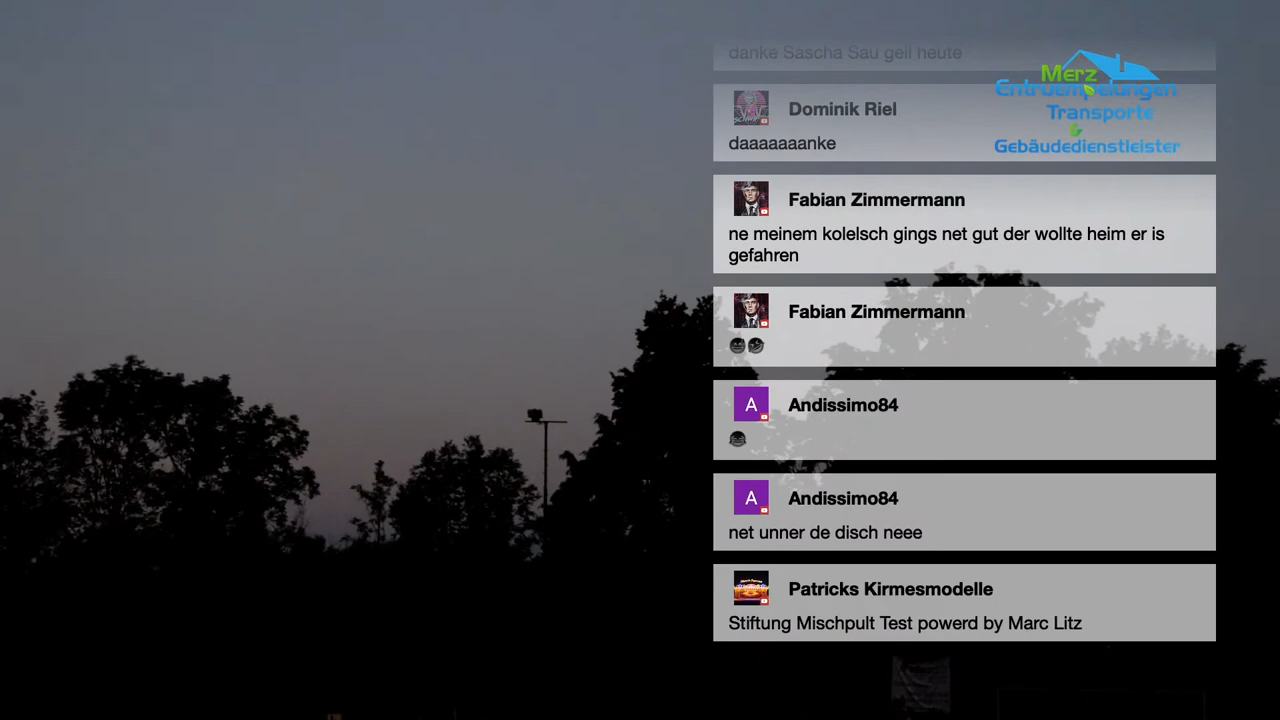 danke Sascha Sau geil heute
Merz
Entruempelungen
Transporte
&
Gebäudedienstleister
Dominik Riel
daaaaaaanke
Fabian Zimmermann
ne meinem kolelsch gings net gut der wollte heim er is
gefahren
Fabian Zimmermann
A
Andissimo84
A
Andissimo84
net unner de disch neee
Patricks Kirmesmodelle
Stiftung Mischpult Test powerd by Marc Litz